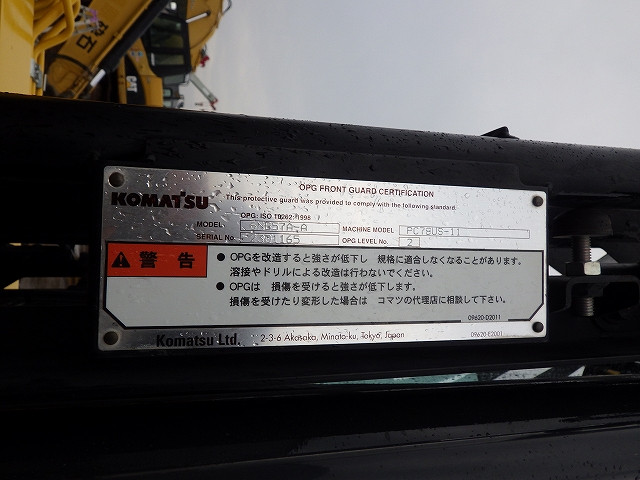 OPG FRONT GUARD CERTIFICATION
KOMATSU
This protective guard was provided to comply with the following standard.
OPG: ISO 10262: 1998
MODEL MACHINE MODEL PC78US-11
SERIAL No. OPG LEVEL No. 2
警告
● OPGを改造すると強さが低下し 規格に適合しなくなることがあります。
溶接やドリルによる改造は行わないでください。
● OPGは 損傷を受けると強さが低下します。
損傷を受けたり変形した場合は コマツの代理店に相談して下さい。
09620-D2011
Komatsu Ltd. 2-3-6 Akasaka, Minato-ku, Tokyo, Japan
09620-E2001
CAT